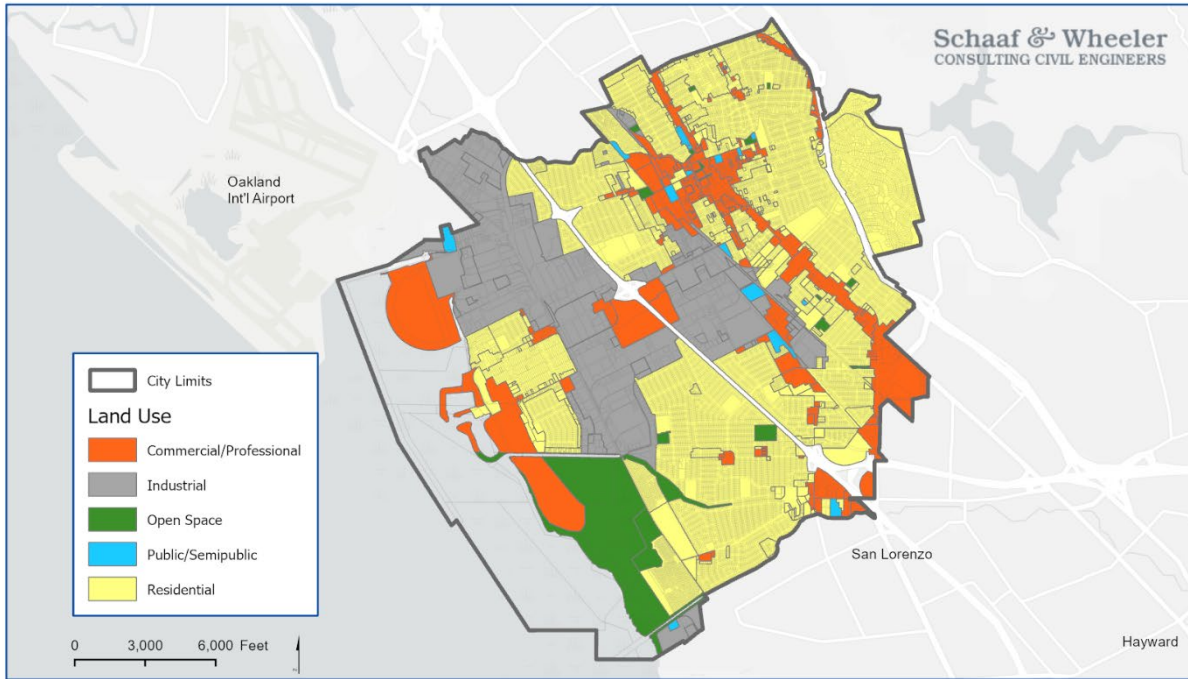 Schaaf & Wheeler
CONSULTING CIVIL ENGINEERS
Oakland
Int'l Airport
City Limits
Land Use
Commercial/Professional
Industrial
Open Space
Public/Semipublic
Residential
San Lorenzo
Hayward
0 3,000 6,000 Feet